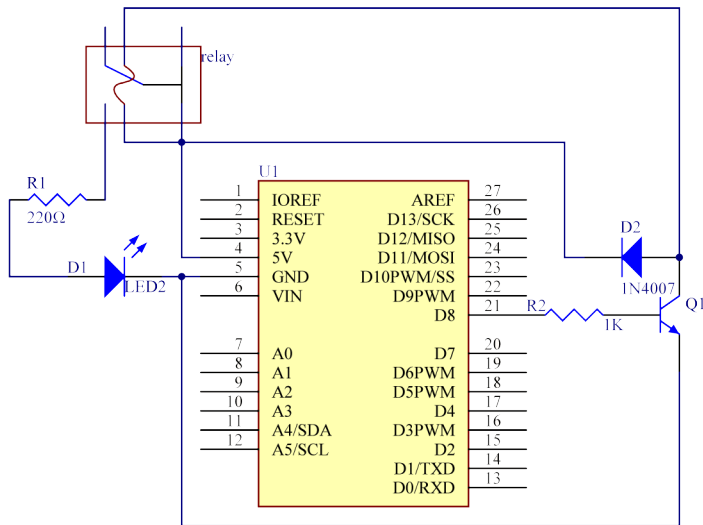 relay
R1
220Ω
D1
LED2
U1
1 IOREF
2 RESET
3 3.3V
4 5V
5 GND
6 VIN
7 A0
8 A1
9 A2
10 A3
11 A4/SDA
12 A5/SCL
AREF 27
D13/SCK 26
D12/MISO 25
D11/MOSI 24
D10PWM/SS 23
D9PWM 22
D8 21
D7 20
D6PWM 19
D5PWM 18
D4 17
D3PWM 16
D2 15
D1/TXD 14
D0/RXD 13
R2
1K
D2
1N4007
Q1